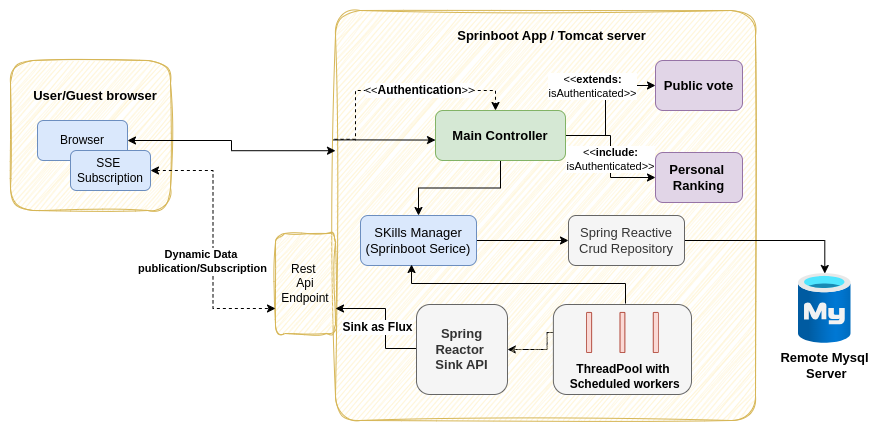 Sprinboot App / Tomcat server
User/Guest browser
Browser
SSE
Subscription
<<Authentication>>
Main Controller
<<extends:
isAuthenticated>>
Public vote
<<include:
isAuthenticated>>
Personal
Ranking
SKills Manager
(Sprinboot Serice)
Spring Reactive
Crud Repository
Dynamic Data
publication/Subscription
Rest
Api
Endpoint
Sink as Flux
Spring
Reactor
Sink API
ThreadPool with
Scheduled workers
My
Remote Mysql
Server